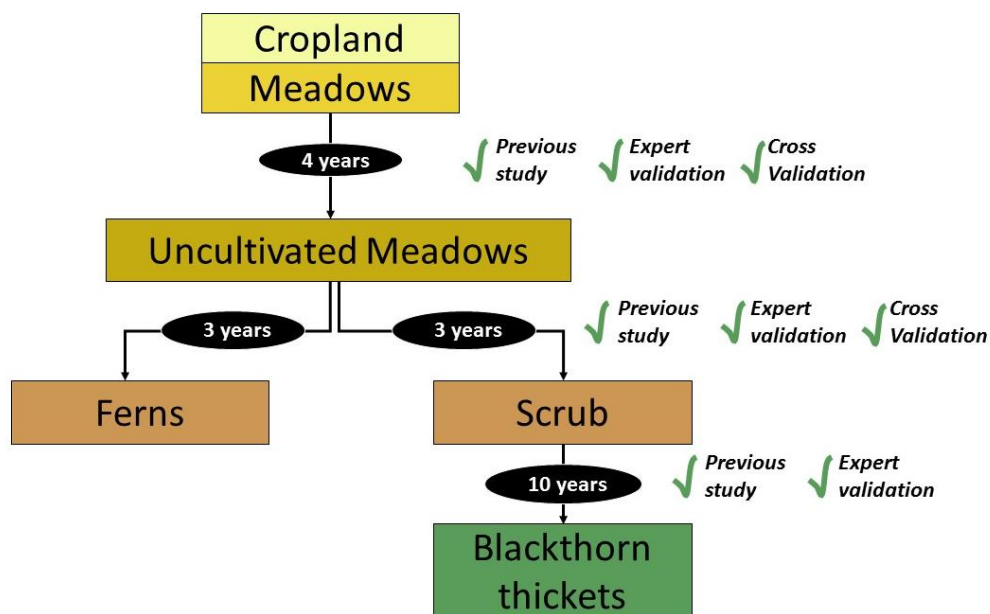 Cropland
Meadows
4 years
Previous
study
Expert
validation
Cross
Validation
Uncultivated Meadows
3 years
3 years
Previous
study
Expert
validation
Cross
Validation
Ferns
Scrub
10 years
Previous
study
Expert
validation
Blackthorn
thickets